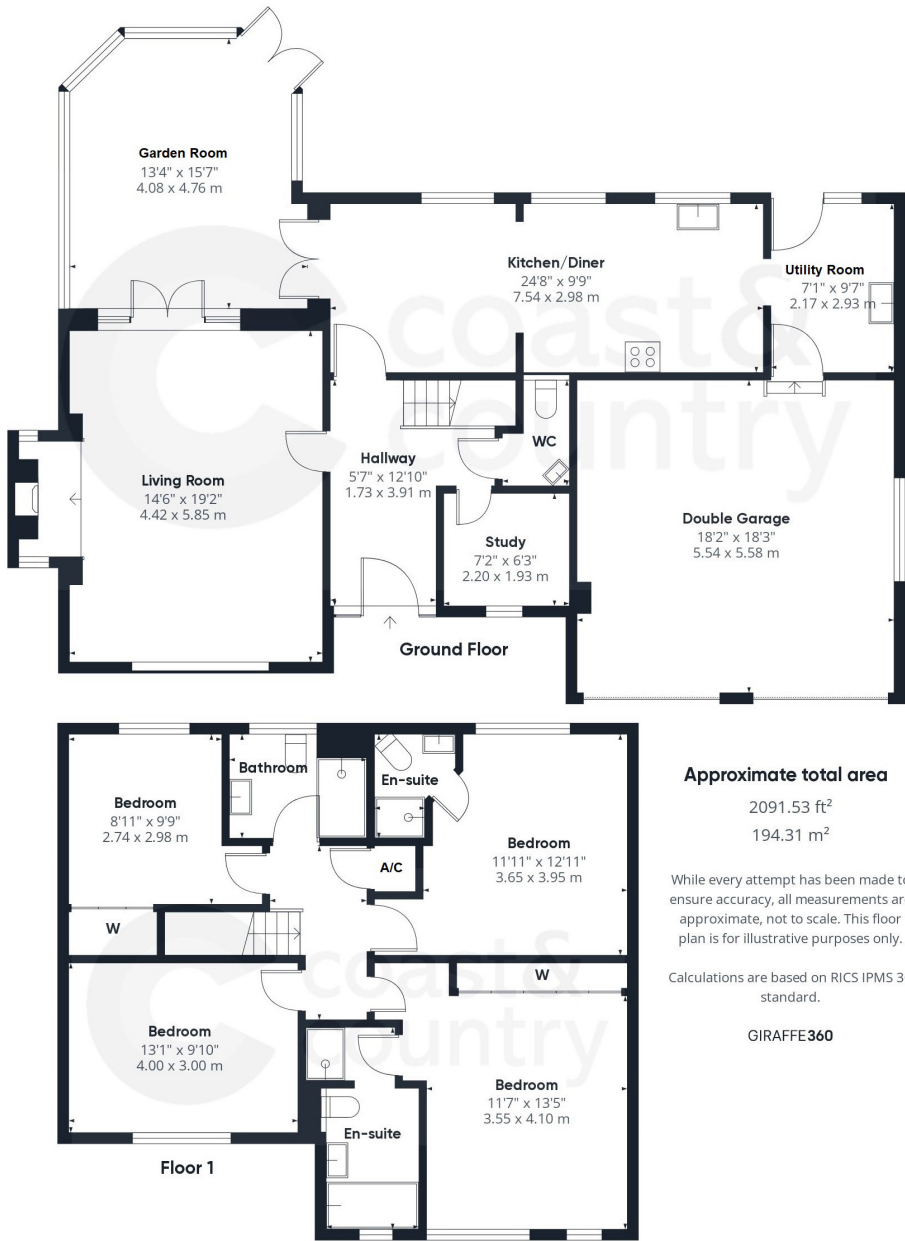 Garden Room
13'4" x 15'7"
4.08 x 4.76 m
Kitchen/Diner
24'8" x 9'9"
7.54 x 2.98 m
Utility Room
7'1" x 9'7"
2.17 x 2.93 m
coast&
country
Living Room
14'6" x 19'2"
4.42 x 5.85 m
Hallway
5'7" x 12'10"
1.73 x 3.91 m
WC
Study
7'2" x 6'3"
2.20 x 1.93 m
Double Garage
18'2" x 18'3"
5.54 x 5.58 m
Ground Floor
Bedroom
8'11" x 9'9"
2.74 x 2.98 m
Bathroom
En-suite
Bedroom
11'11" x 12'11"
3.65 x 3.95 m
A/C
W
W
coast&
country
Bedroom
13'1" x 9'10"
4.00 x 3.00 m
Bedroom
11'7" x 13'5"
3.55 x 4.10 m
En-suite
Floor 1
Approximate total area
2091.53 ft²
194.31 m²
While every attempt has been made to
ensure accuracy, all measurements are
approximate, not to scale. This floor
plan is for illustrative purposes only.
Calculations are based on RICS IPMS 3
standard.
GIRAFFE360